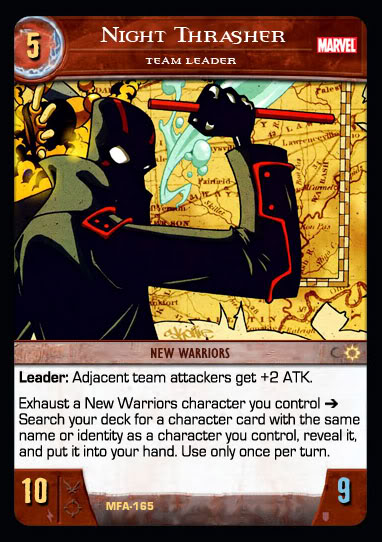 5
NIGHT THRASHER
MARVEL
TEAM LEADER
NEW WARRIORS
C
Leader: Adjacent team attackers get +2 ATK.
Exhaust a New Warriors character you control ➔
Search your deck for a character card with the same
name or identity as a character you control, reveal it,
and put it into your hand. Use only once per turn.
10
MFA-165
9